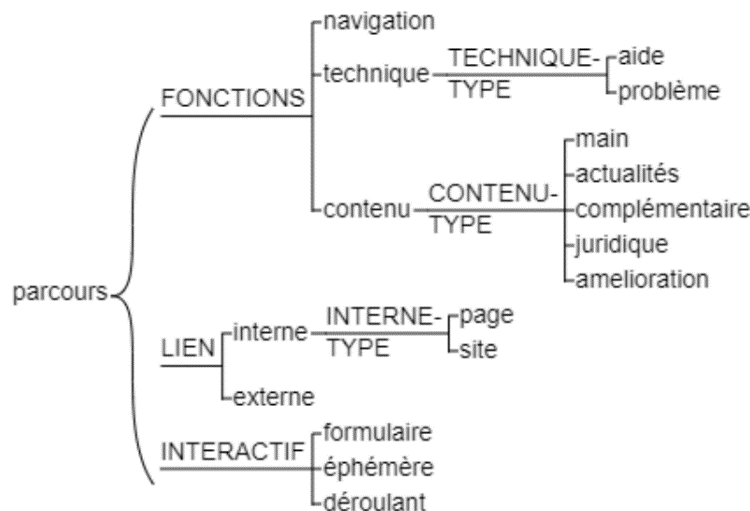 navigation
technique
TECHNIQUE-
TYPE
aide
problème
FONCTIONS
main
actualités
contenu
CONTENU-
TYPE
complémentaire
juridique
amelioration
parcours
interne
INTERNE-
TYPE
page
site
LIEN
externe
formulaire
INTERACTIF
éphémère
déroulant